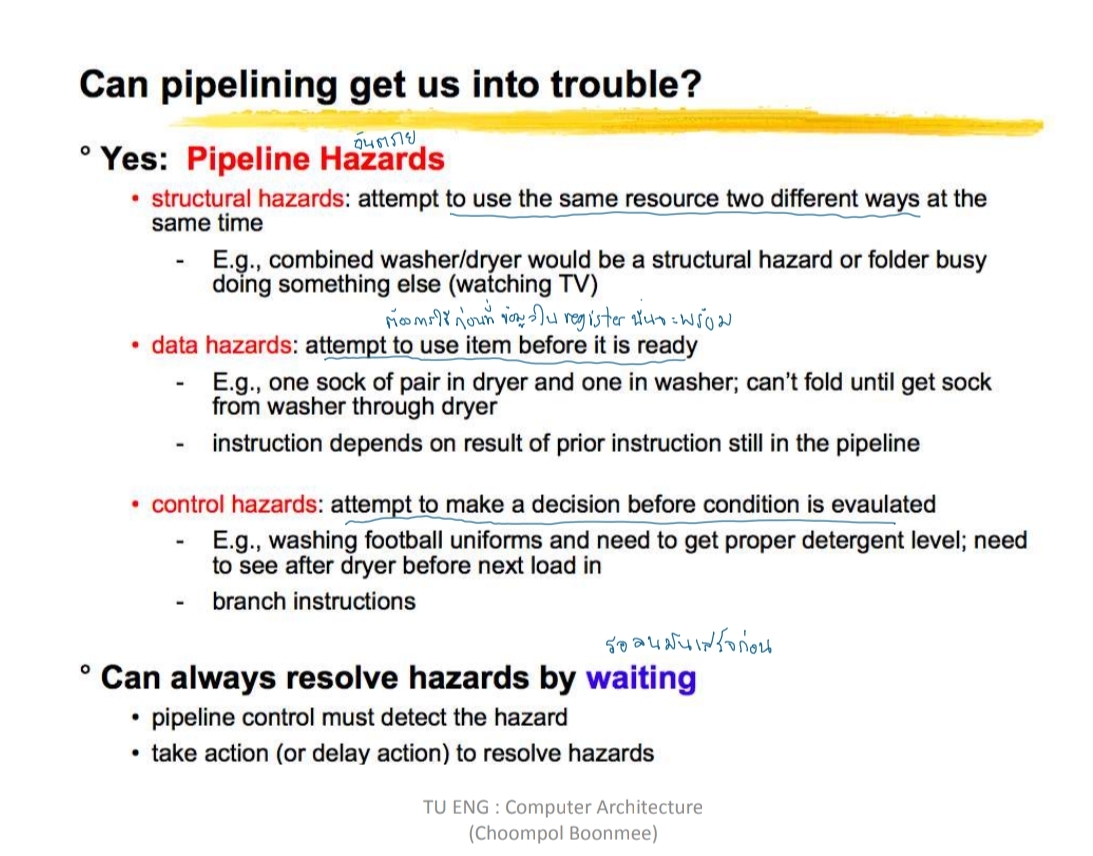 Can pipelining get us into trouble?
อันตราย
° Yes: Pipeline Hazards
• structural hazards: attempt to use the same resource two different ways at the
same time
- E.g., combined washer/dryer would be a structural hazard or folder busy
doing something else (watching TV)
ต้องการใช้ก่อนที่ ข้อมูลใน register นั้นจะพร้อม
• data hazards: attempt to use item before it is ready
- E.g., one sock of pair in dryer and one in washer; can’t fold until get sock
from washer through dryer
- instruction depends on result of prior instruction still in the pipeline
• control hazards: attempt to make a decision before condition is evaulated
- E.g., washing football uniforms and need to get proper detergent level; need
to see after dryer before next load in
- branch instructions
รอจนมันเสร็จก่อน
° Can always resolve hazards by waiting
• pipeline control must detect the hazard
• take action (or delay action) to resolve hazards
TU ENG : Computer Architecture
(Choompol Boonmee)